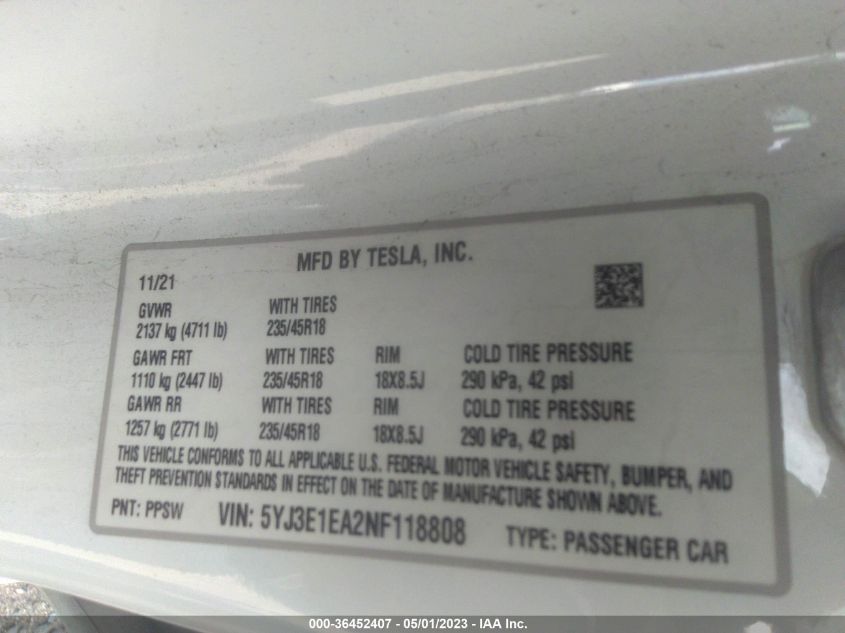 MFD BY TESLA, INC.
11/21
GVWR WITH TIRES
2137 kg (4711 lb) 235/45R18
GAWR FRT WITH TIRES RIM COLD TIRE PRESSURE
1110 kg (2447 lb) 235/45R18 18X8.5J 290 kPa, 42 psi
GAWR RR WITH TIRES RIM COLD TIRE PRESSURE
1257 kg (2771 lb) 235/45R18 18X8.5J 290 kPa, 42 psi
THIS VEHICLE CONFORMS TO ALL APPLICABLE U.S. FEDERAL MOTOR VEHICLE SAFETY, BUMPER, AND
THEFT PREVENTION STANDARDS IN EFFECT ON THE DATE OF MANUFACTURE SHOWN ABOVE.
PNT: PPSW VIN: 5YJ3E1EA2NF118808 TYPE: PASSENGER CAR
000-36452407 - 05/01/2023 - IAA Inc.